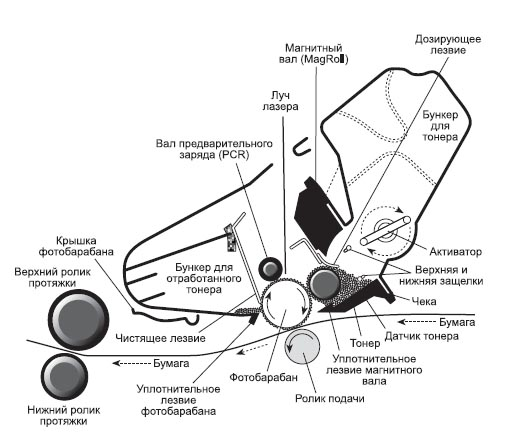 Дозирующее
лезвие
Магнитный
вал (MagRoll)
Луч
лазера
Бункер
для
тонера
Вал предварительного
заряда (PCR)
Крышка
фотобарабана
Верхний ролик
протяжки
Бункер для
отработанного
тонера
Активатор
Верхняя и
нижняя защелки
Чека
Бумага
Чистящее лезвие
Тонер
Датчик тонера
Бумага
Уплотнительное
лезвие магнитного
вала
Фотобарабан
Уплотнительное
лезвие
фотобарабана
Ролик подачи
Нижний ролик
протяжки